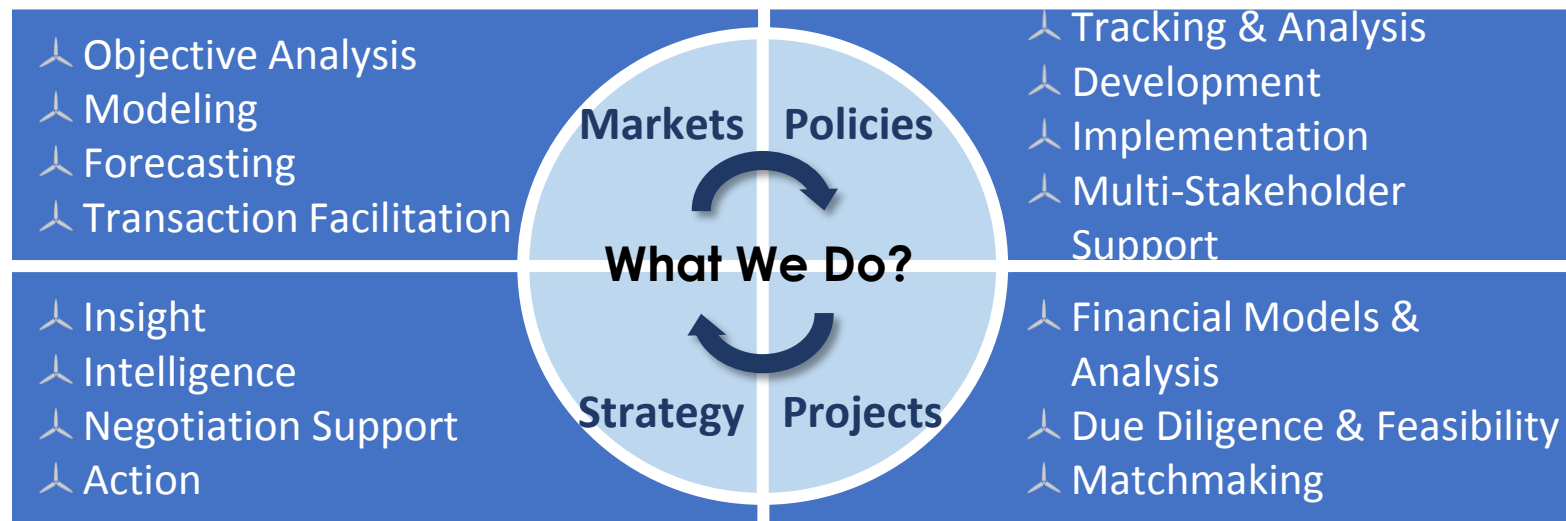 Objective Analysis
Modeling
Forecasting
Transaction Facilitation
Markets
Policies
Tracking & Analysis
Development
Implementation
Multi-Stakeholder
Support
What We Do?
Insight
Intelligence
Negotiation Support
Action
Strategy
Projects
Financial Models &
Analysis
Due Diligence & Feasibility
Matchmaking